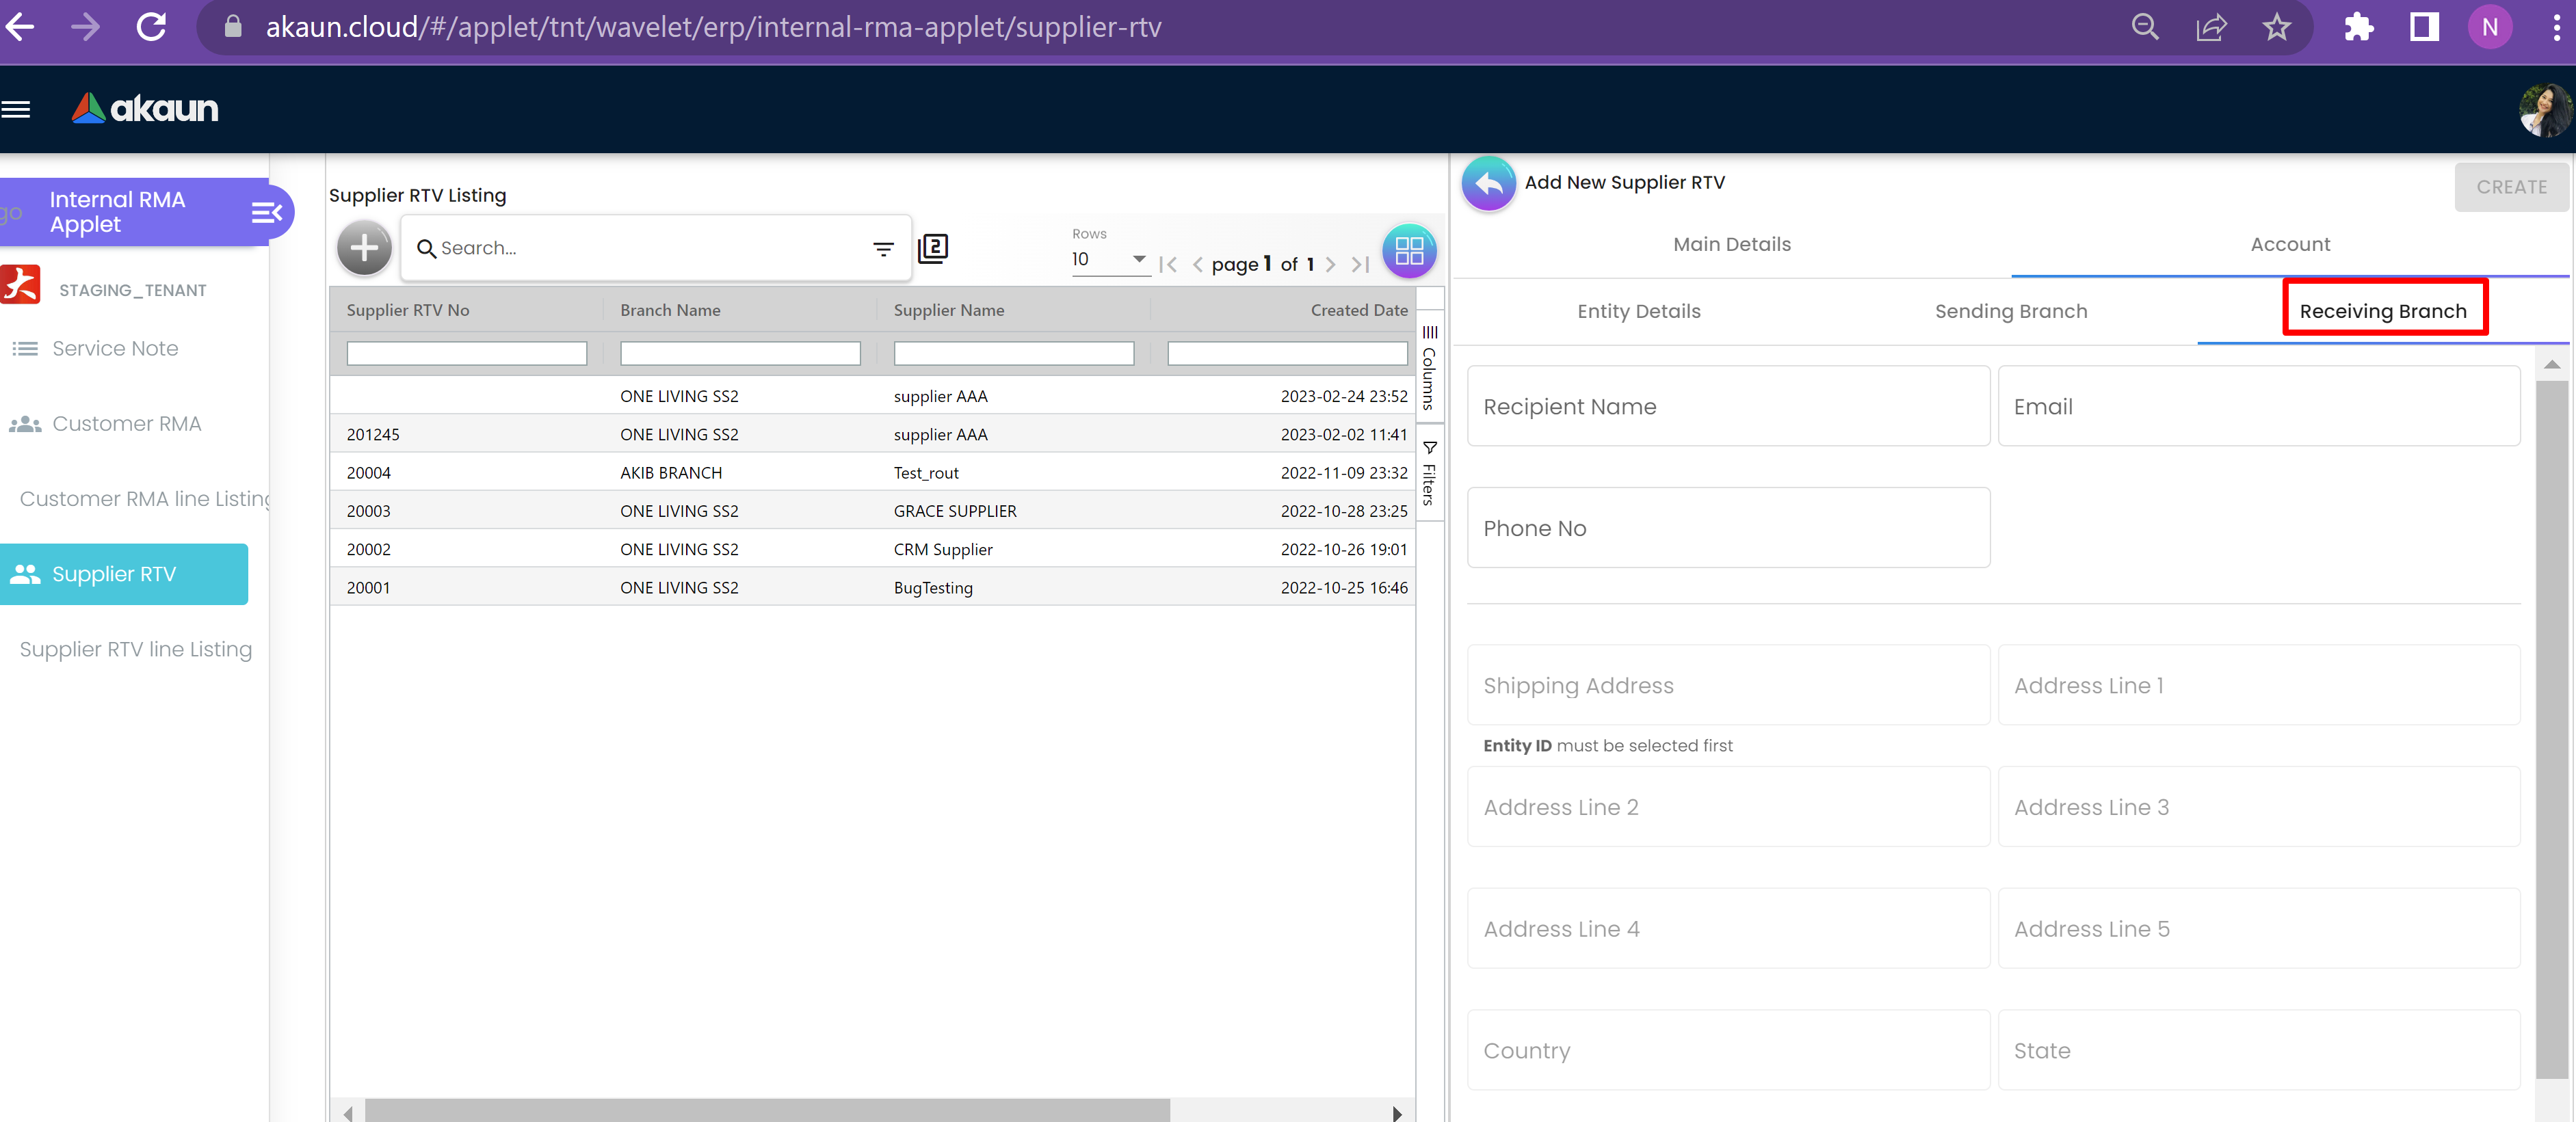 akaun.cloud/#/applet/tnt/wavelet/erp/internal-rma-applet/supplier-rtv
N
akaun
go
Internal RMA
Applet
STAGING_TENANT
Service Note
Customer RMA
Customer RMA line Listing
Supplier RTV
Supplier RTV line Listing
Supplier RTV Listing
Search...
2
Rows
10
page 1 of 1
Supplier RTV No Branch Name Supplier Name Created Date
ONE LIVING SS2 supplier AAA 2023-02-24 23:52
201245 ONE LIVING SS2 supplier AAA 2023-02-02 11:41
20004 AKIB BRANCH Test_rout 2022-11-09 23:32
20003 ONE LIVING SS2 GRACE SUPPLIER 2022-10-28 23:25
20002 ONE LIVING SS2 CRM Supplier 2022-10-26 19:01
20001 ONE LIVING SS2 BugTesting 2022-10-25 16:46
Columns
Filters
Add New Supplier RTV
CREATE
Main Details Account
Entity Details Sending Branch Receiving Branch
Recipient Name Email
Phone No
Shipping Address Address Line 1
Entity ID must be selected first
Address Line 2 Address Line 3
Address Line 4 Address Line 5
Country State